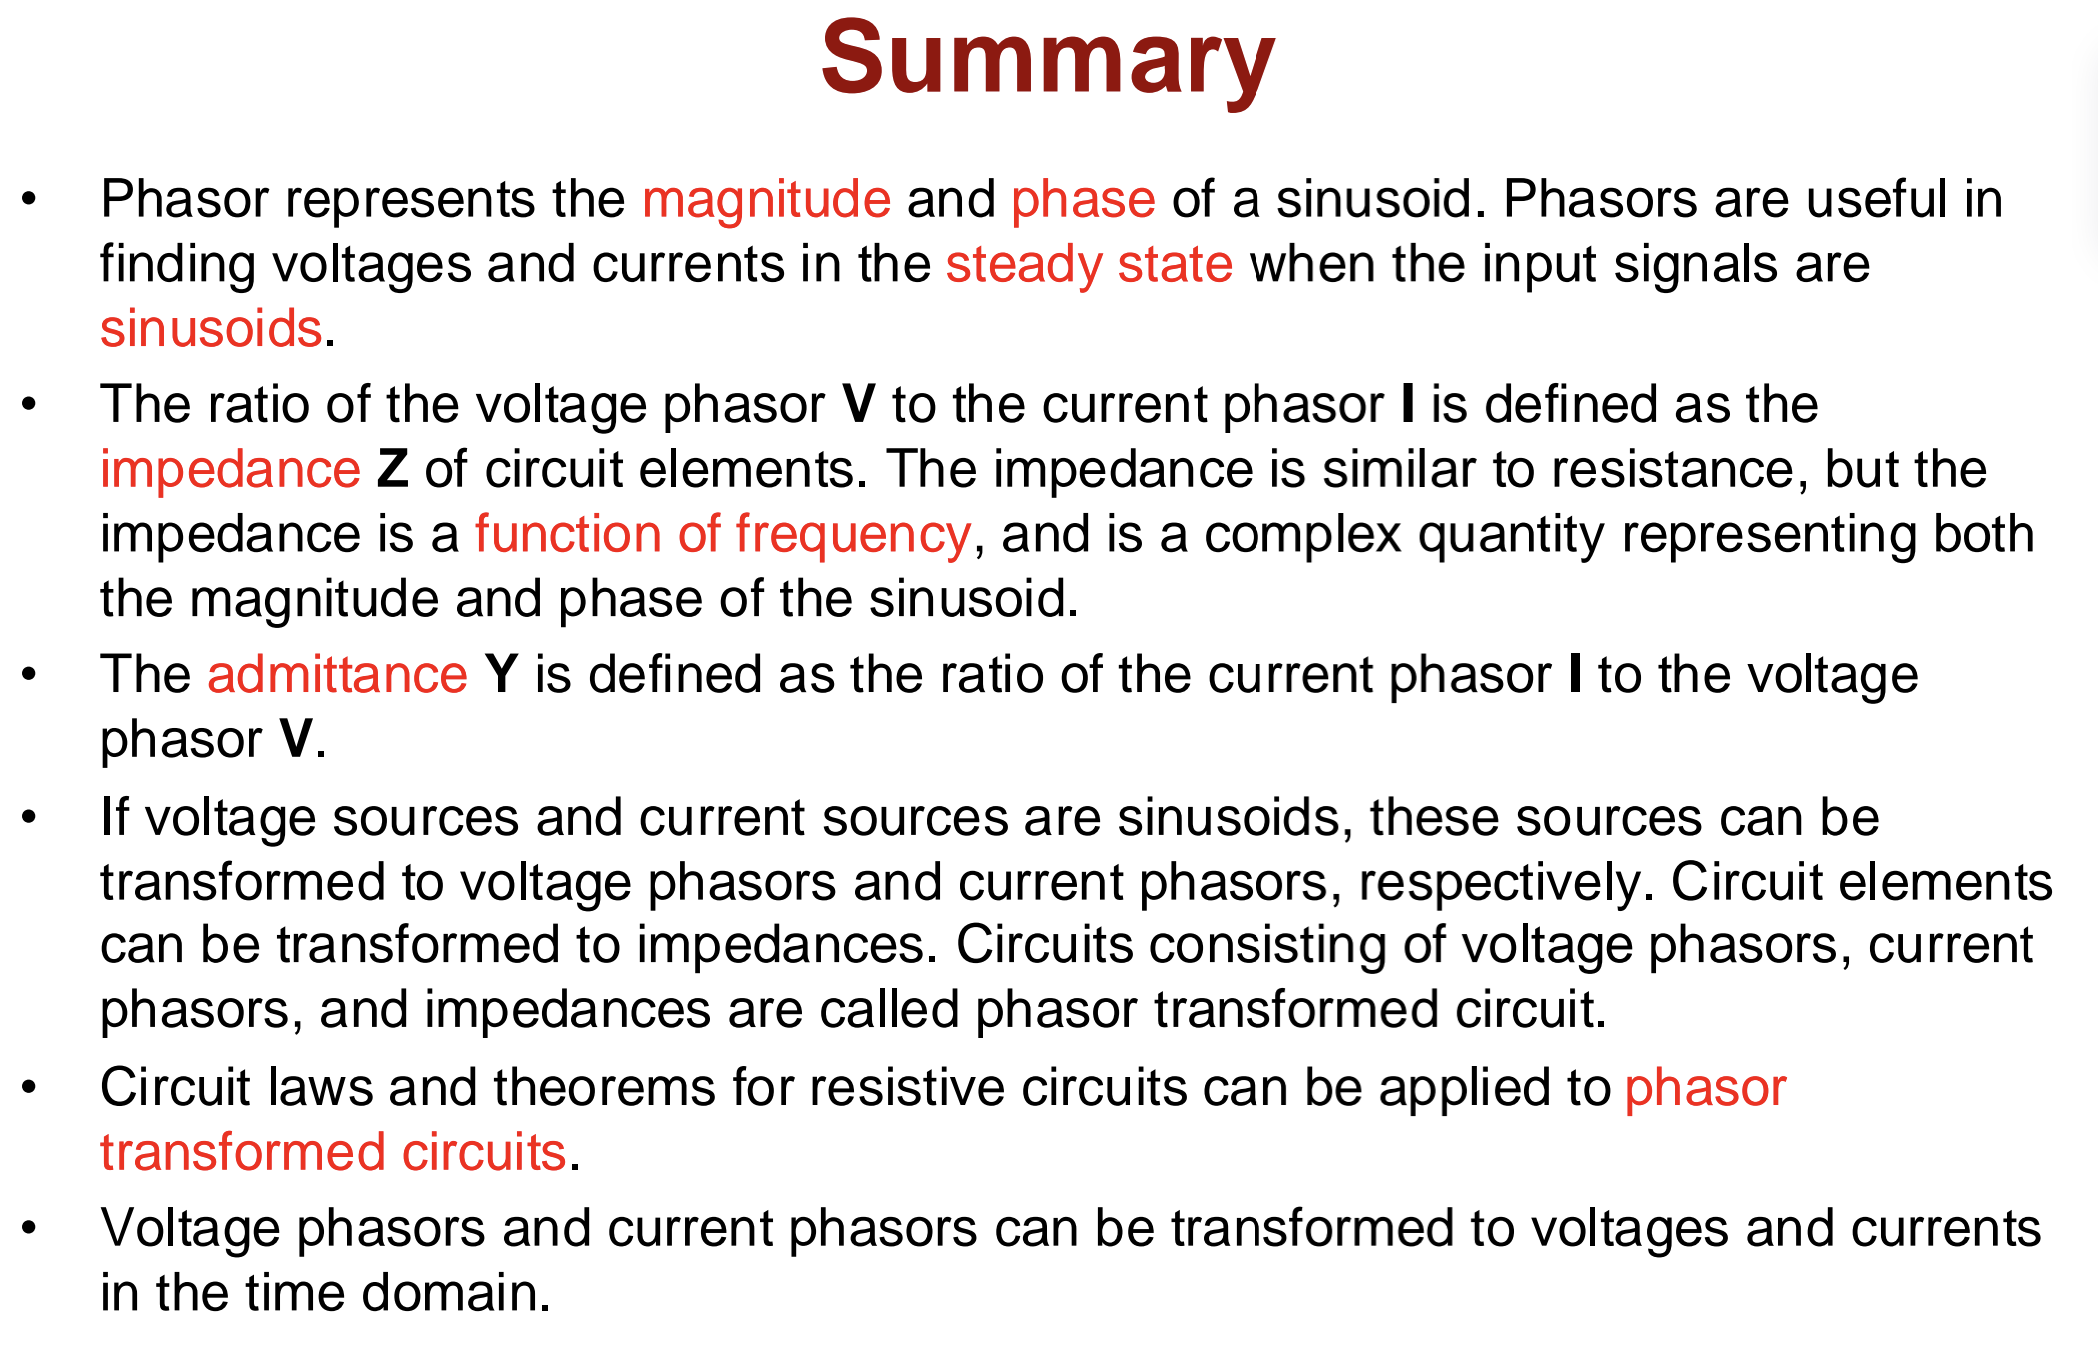 Summary
• Phasor represents the magnitude and phase of a sinusoid. Phasors are useful in
finding voltages and currents in the steady state when the input signals are
sinusoids.
• The ratio of the voltage phasor V to the current phasor I is defined as the
impedance Z of circuit elements. The impedance is similar to resistance, but the
impedance is a function of frequency, and is a complex quantity representing both
the magnitude and phase of the sinusoid.
• The admittance Y is defined as the ratio of the current phasor I to the voltage
phasor V.
• If voltage sources and current sources are sinusoids, these sources can be
transformed to voltage phasors and current phasors, respectively. Circuit elements
can be transformed to impedances. Circuits consisting of voltage phasors, current
phasors, and impedances are called phasor transformed circuit.
• Circuit laws and theorems for resistive circuits can be applied to phasor
transformed circuits.
• Voltage phasors and current phasors can be transformed to voltages and currents
in the time domain.